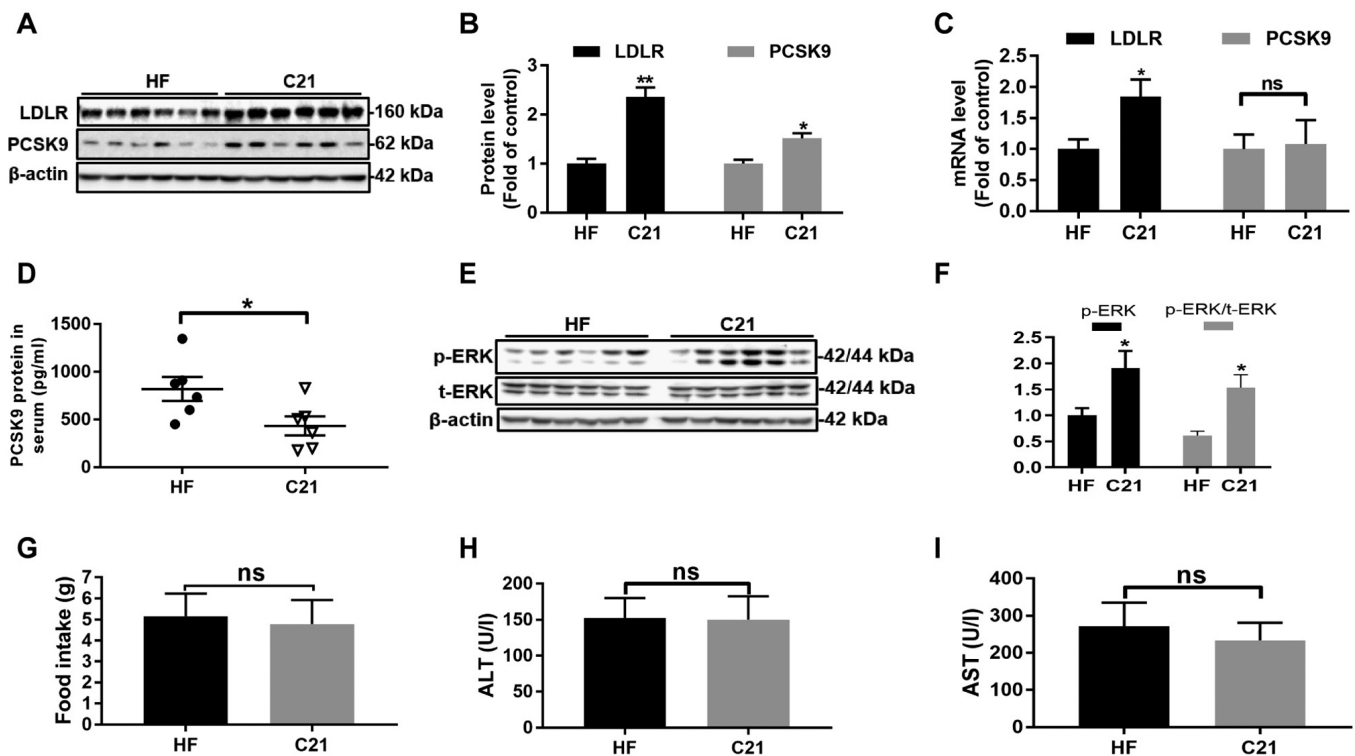 A
HF
C21
LDLR
-160 kDa
PCSK9
-62 kDa
β-actin
-42 kDa
B
LDLR
PCSK9
Protein level
(Fold of control)
3
2
1
0
**
*
HF
C21
HF
C21
C
LDLR
PCSK9
mRNA level
(Fold of control)
2.5
2.0
1.5
1.0
0.5
0.0
*
ns
HF
C21
HF
C21
D
PCSK9 protein in
serum (pg/ml)
1500
1000
500
0
*
HF
C21
E
HF
C21
p-ERK
-42/44 kDa
t-ERK
-42/44 kDa
β-actin
-42 kDa
F
p-ERK
p-ERK/t-ERK
2.5
2.0
1.5
1.0
0.5
0.0
*
*
HF
C21
HF
C21
G
Food intake (g)
7
6
5
4
3
2
1
0
ns
HF
C21
H
ALT (U/l)
200
150
100
50
0
ns
HF
C21
I
AST (U/l)
400
300
200
100
0
ns
HF
C21